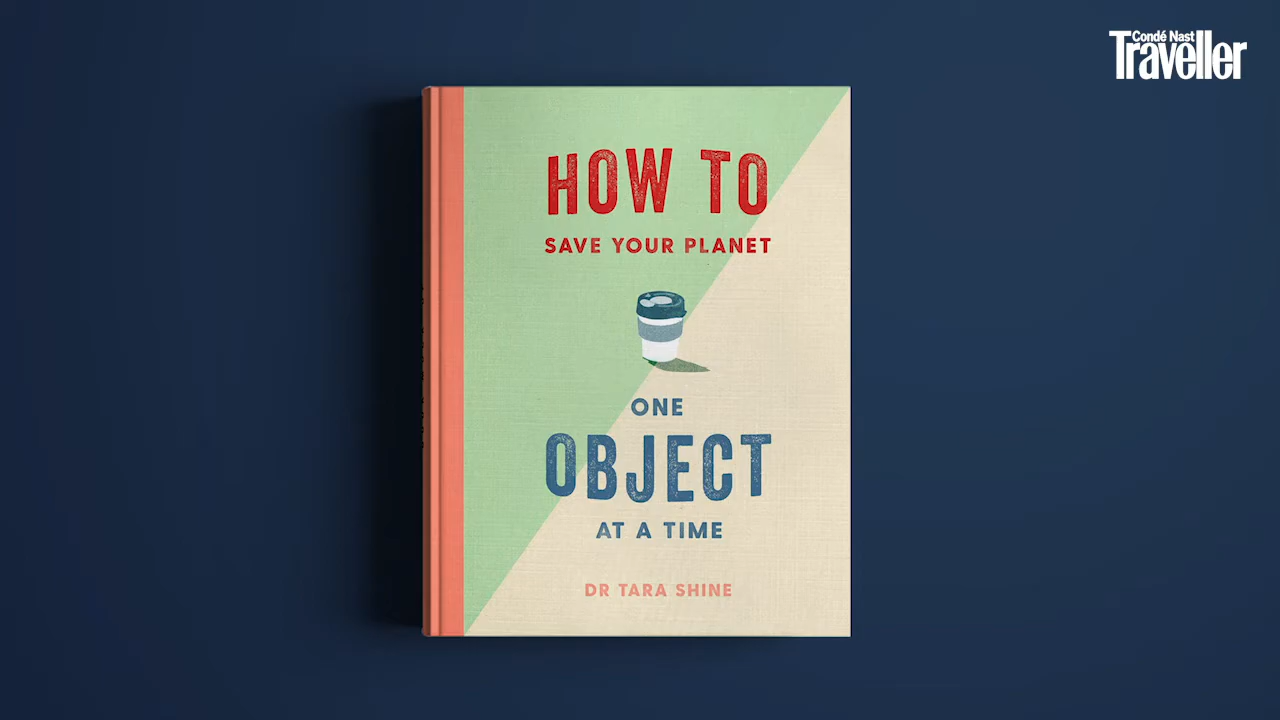 Condé Nast
Traveller
HOW TO
SAVE YOUR PLANET
ONE
OBJECT
AT A TIME
DR TARA SHINE